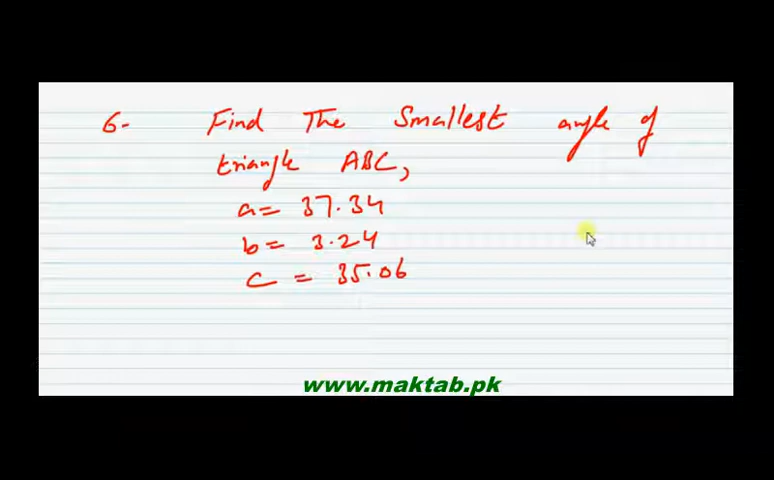 6- Find The Smallest angle of
triangle ABC,
a = 37.34
b = 3.24
c = 35.06
www.maktab.pk